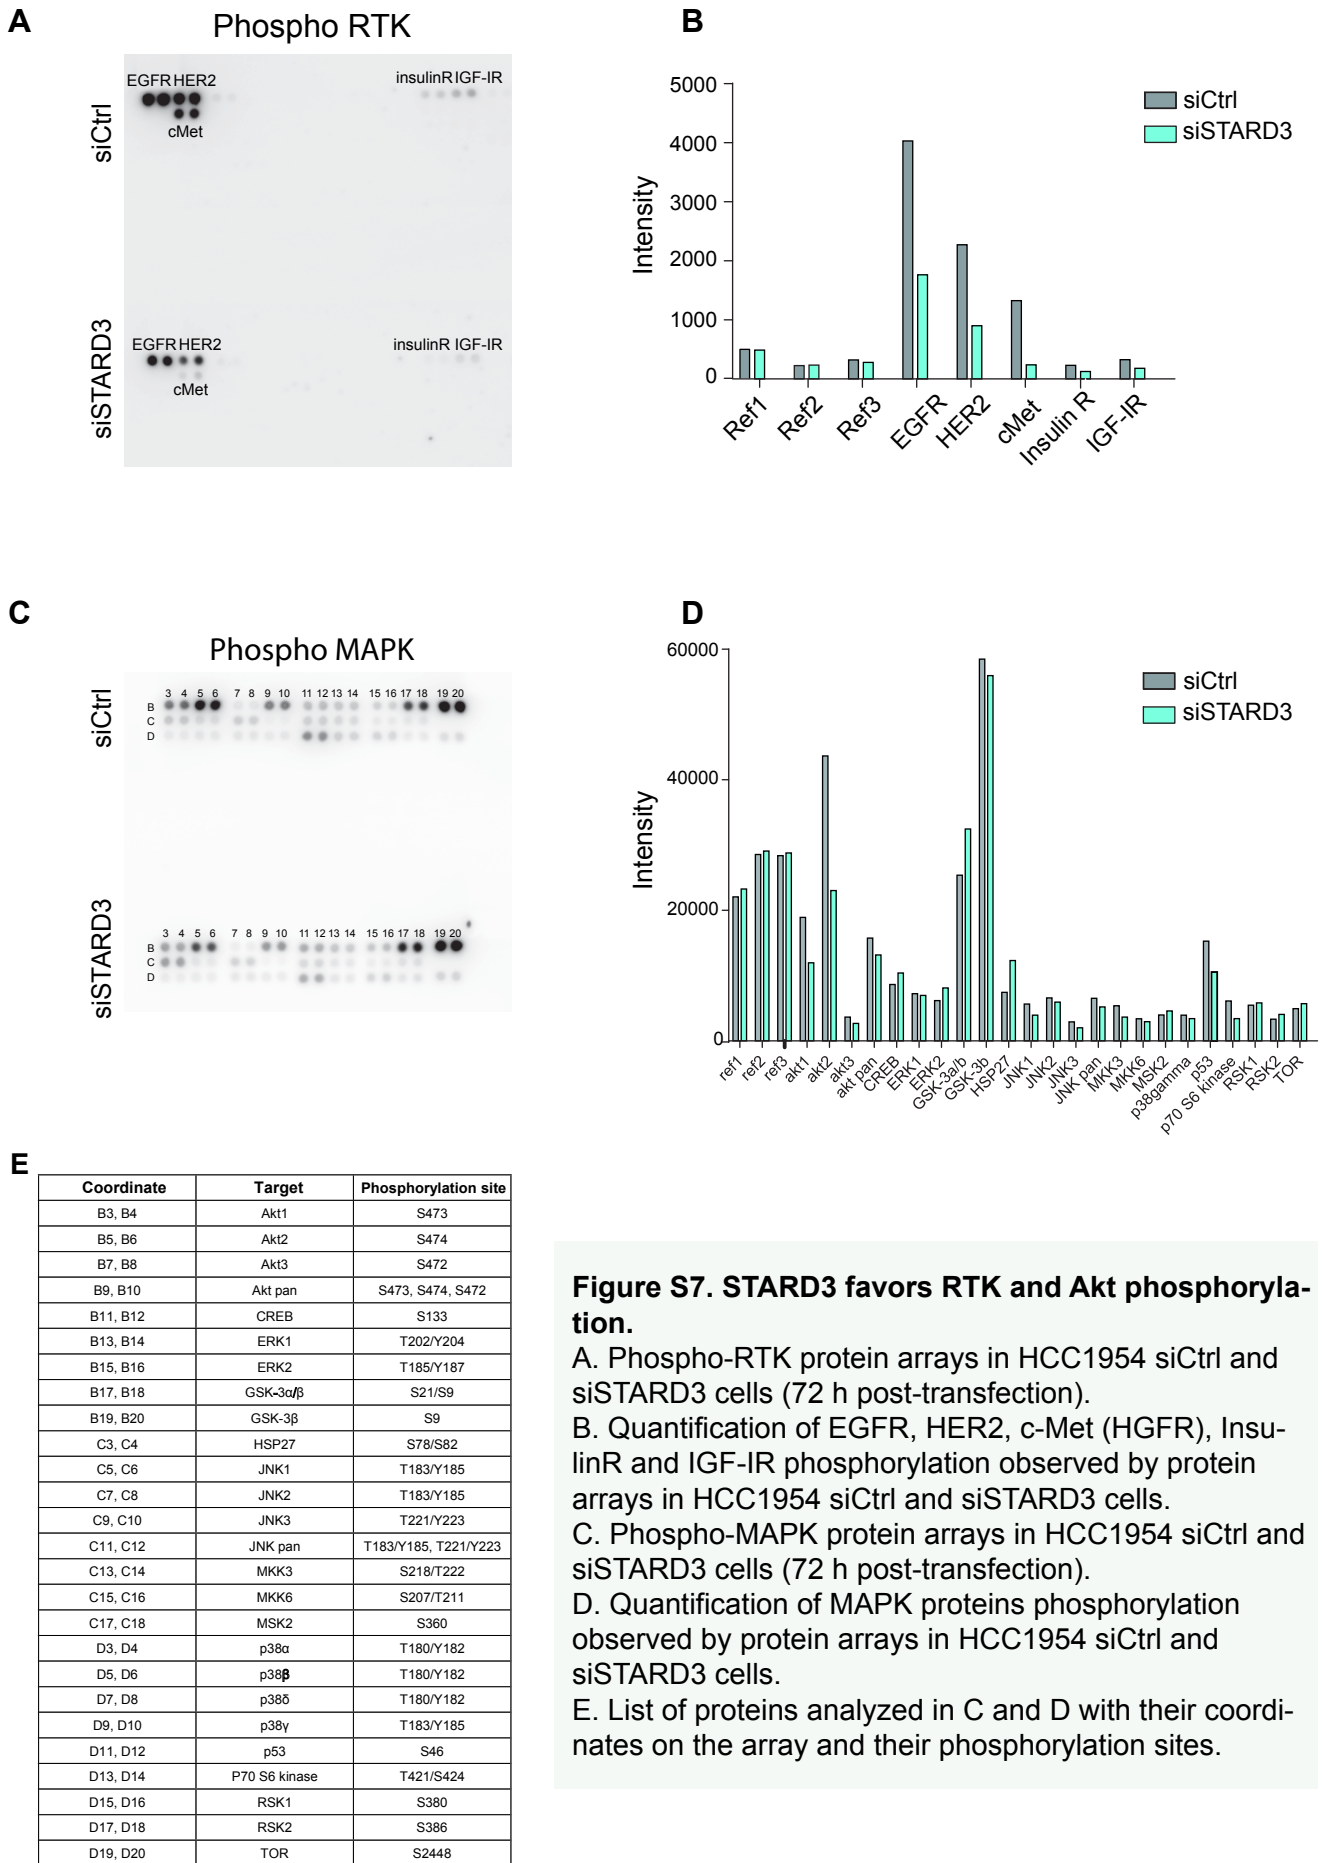 A
Phospho RTK
siCtrl
EGFR HER2
cMet
insulinR IGF-IR
siSTARD3
EGFR HER2
cMet
insulinR IGF-IR
B
Intensity
5000
4000
3000
2000
1000
0
siCtrl
siSTARD3
Ref1
Ref2
Ref3
EGFR
HER2
cMet
Insulin R
IGF-IR
C
Phospho MAPK
siCtrl
3 4 5 6 7 8 9 10 11 12 13 14 15 16 17 18 19 20
B
C
D
siSTARD3
3 4 5 6 7 8 9 10 11 12 13 14 15 16 17 18 19 20
B
C
D
D
Intensity
60000
40000
20000
0
siCtrl
siSTARD3
ref1
ref2
ref3
akt1
akt2
akt3
akt pan
CREB
ERK1
ERK2
GSK-3a/b
GSK-3b
HSP27
JNK1
JNK2
JNK3
JNK pan
MKK3
MKK6
MSK2
p38gamma
p53
p70 S6 kinase
RSK1
RSK2
TOR
E
Coordinate Target Phosphorylation site
B3, B4 Akt1 S473
B5, B6 Akt2 S474
B7, B8 Akt3 S472
B9, B10 Akt pan S473, S474, S472
B11, B12 CREB S133
B13, B14 ERK1 T202/Y204
B15, B16 ERK2 T185/Y187
B17, B18 GSK-3α/β S21/S9
B19, B20 GSK-3β S9
C3, C4 HSP27 S78/S82
C5, C6 JNK1 T183/Y185
C7, C8 JNK2 T183/Y185
C9, C10 JNK3 T221/Y223
C11, C12 JNK pan T183/Y185, T221/Y223
C13, C14 MKK3 S218/T222
C15, C16 MKK6 S207/T211
C17, C18 MSK2 S360
D3, D4 p38α T180/Y182
D5, D6 p38β T180/Y182
D7, D8 p38δ T180/Y182
D9, D10 p38γ T183/Y185
D11, D12 p53 S46
D13, D14 P70 S6 kinase T421/S424
D15, D16 RSK1 S380
D17, D18 RSK2 S386
D19, D20 TOR S2448
Figure S7. STARD3 favors RTK and Akt phosphoryla-
tion.
A. Phospho-RTK protein arrays in HCC1954 siCtrl and
siSTARD3 cells (72 h post-transfection).
B. Quantification of EGFR, HER2, c-Met (HGFR), Insu-
linR and IGF-IR phosphorylation observed by protein
arrays in HCC1954 siCtrl and siSTARD3 cells.
C. Phospho-MAPK protein arrays in HCC1954 siCtrl and
siSTARD3 cells (72 h post-transfection).
D. Quantification of MAPK proteins phosphorylation
observed by protein arrays in HCC1954 siCtrl and
siSTARD3 cells.
E. List of proteins analyzed in C and D with their coordi-
nates on the array and their phosphorylation sites.